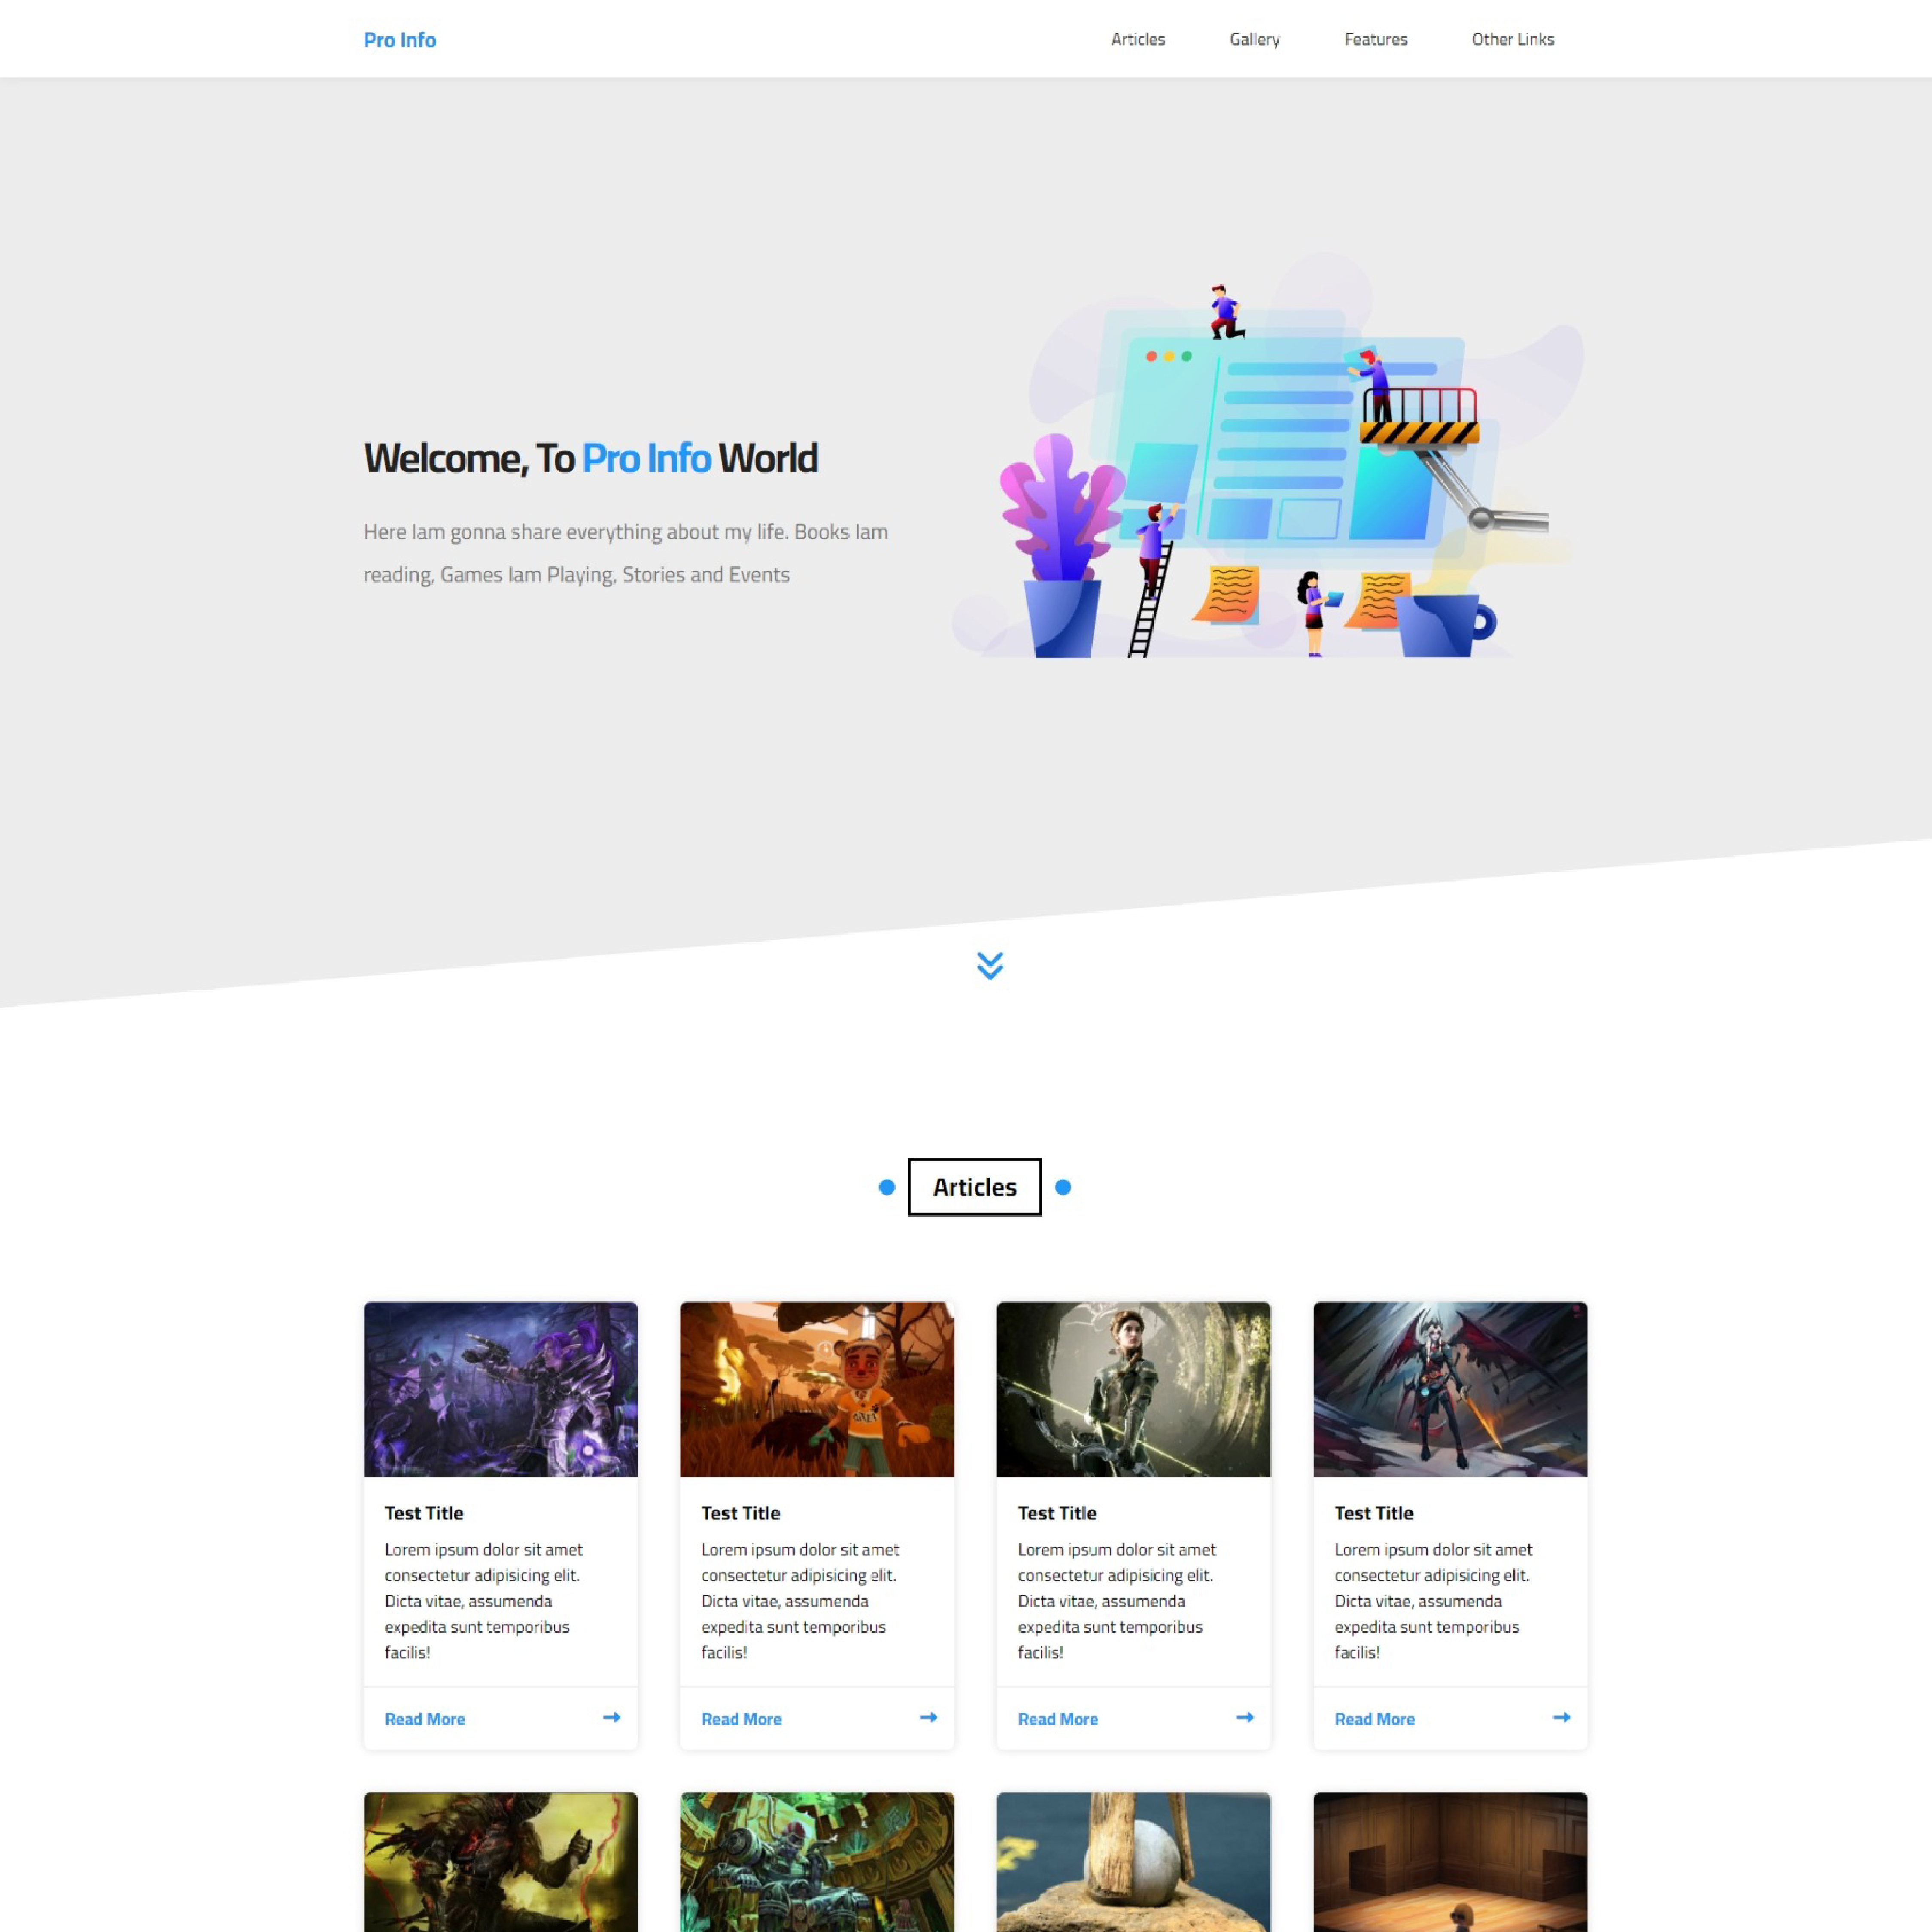 Pro Info
Articles
Gallery
Features
Other Links
Welcome, To Pro Info World
Here Iam gonna share everything about my life. Books Iam
reading, Games Iam Playing, Stories and Events
Articles
Test Title
Lorem ipsum dolor sit amet
consectetur adipisicing elit.
Dicta vitae, assumenda
expedita sunt temporibus
facilis!
Read More
Test Title
Lorem ipsum dolor sit amet
consectetur adipisicing elit.
Dicta vitae, assumenda
expedita sunt temporibus
facilis!
Read More
Test Title
Lorem ipsum dolor sit amet
consectetur adipisicing elit.
Dicta vitae, assumenda
expedita sunt temporibus
facilis!
Read More
Test Title
Lorem ipsum dolor sit amet
consectetur adipisicing elit.
Dicta vitae, assumenda
expedita sunt temporibus
facilis!
Read More